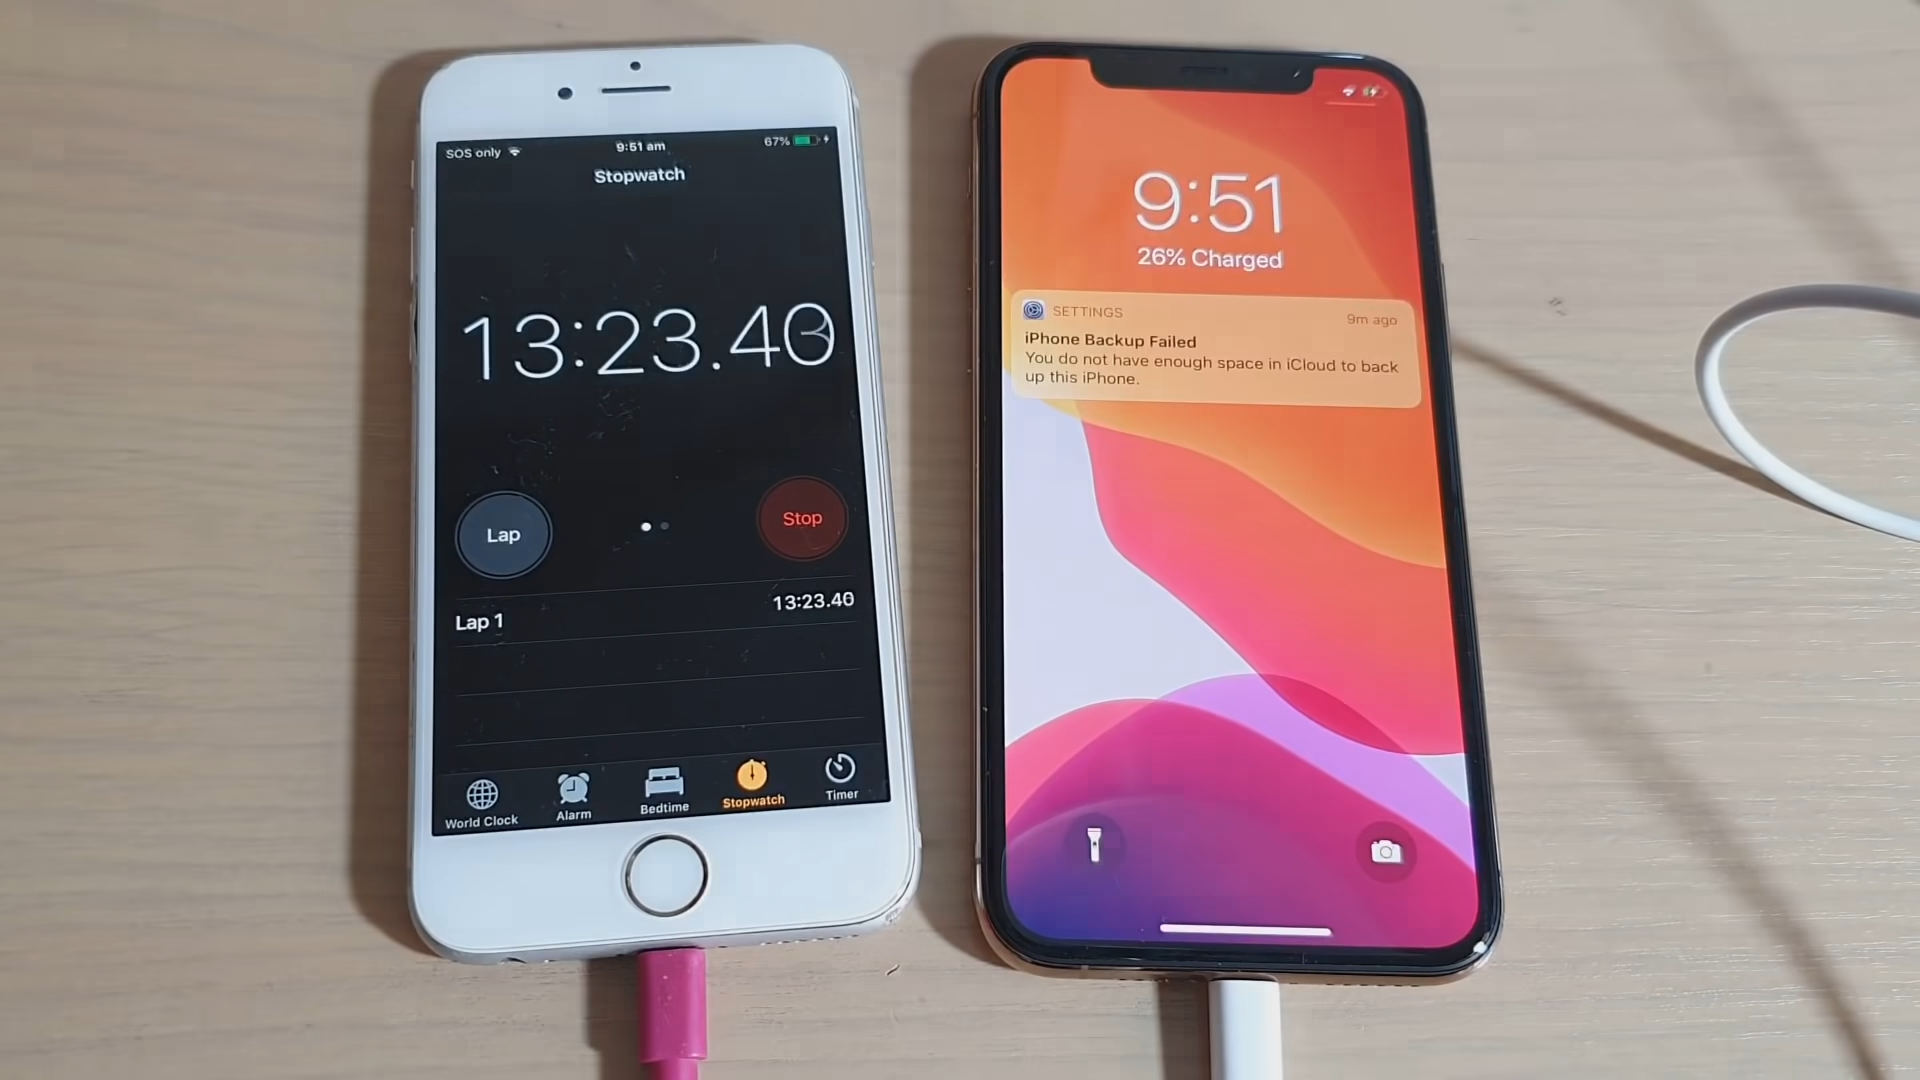 SOS only
9:51 am
67%
Stopwatch
13:23.40
Lap
Stop
Lap 1
13:23.40
World Clock
Alarm
Bedtime
Stopwatch
Timer
9:51
26% Charged
SETTINGS
9m ago
iPhone Backup Failed
You do not have enough space in iCloud to back
up this iPhone.